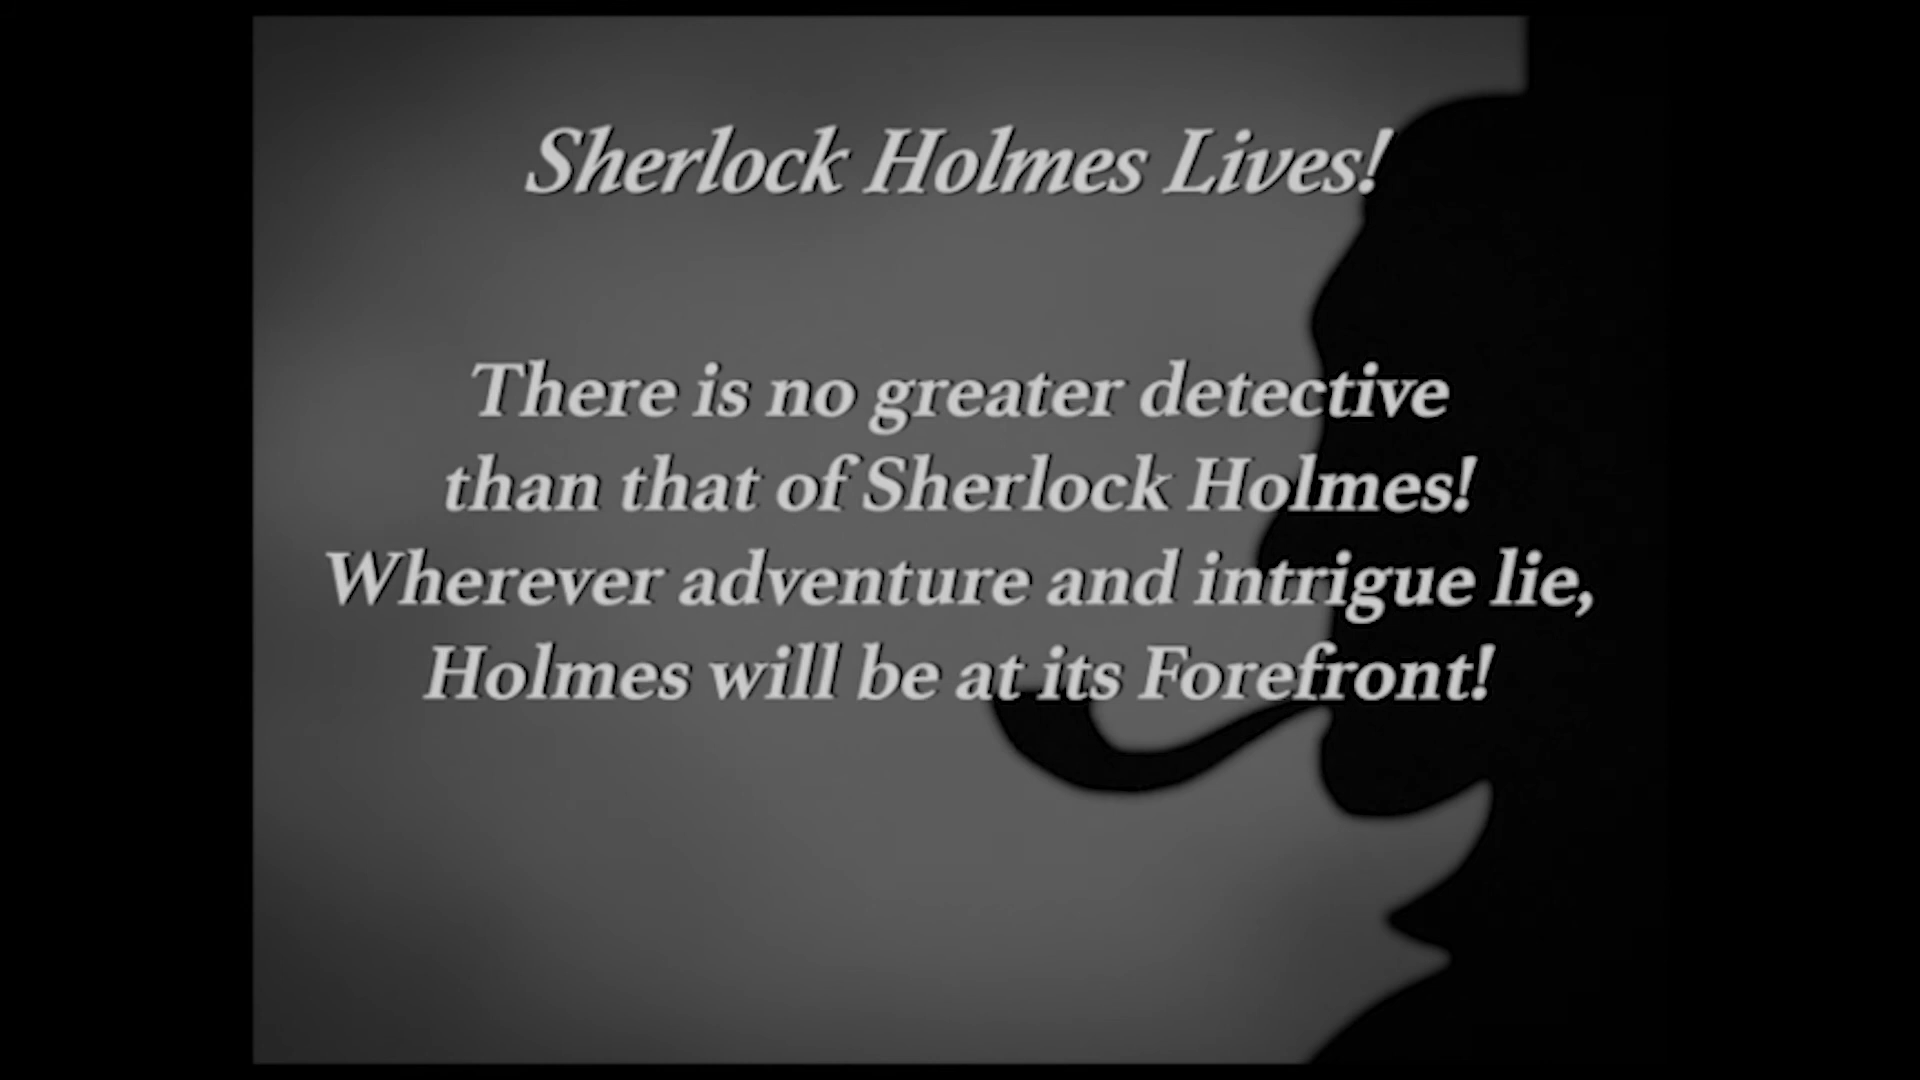 Sherlock Holmes Lives!
There is no greater detective
than that of Sherlock Holmes!
Wherever adventure and intrigue lie,
Holmes will be at its Forefront!